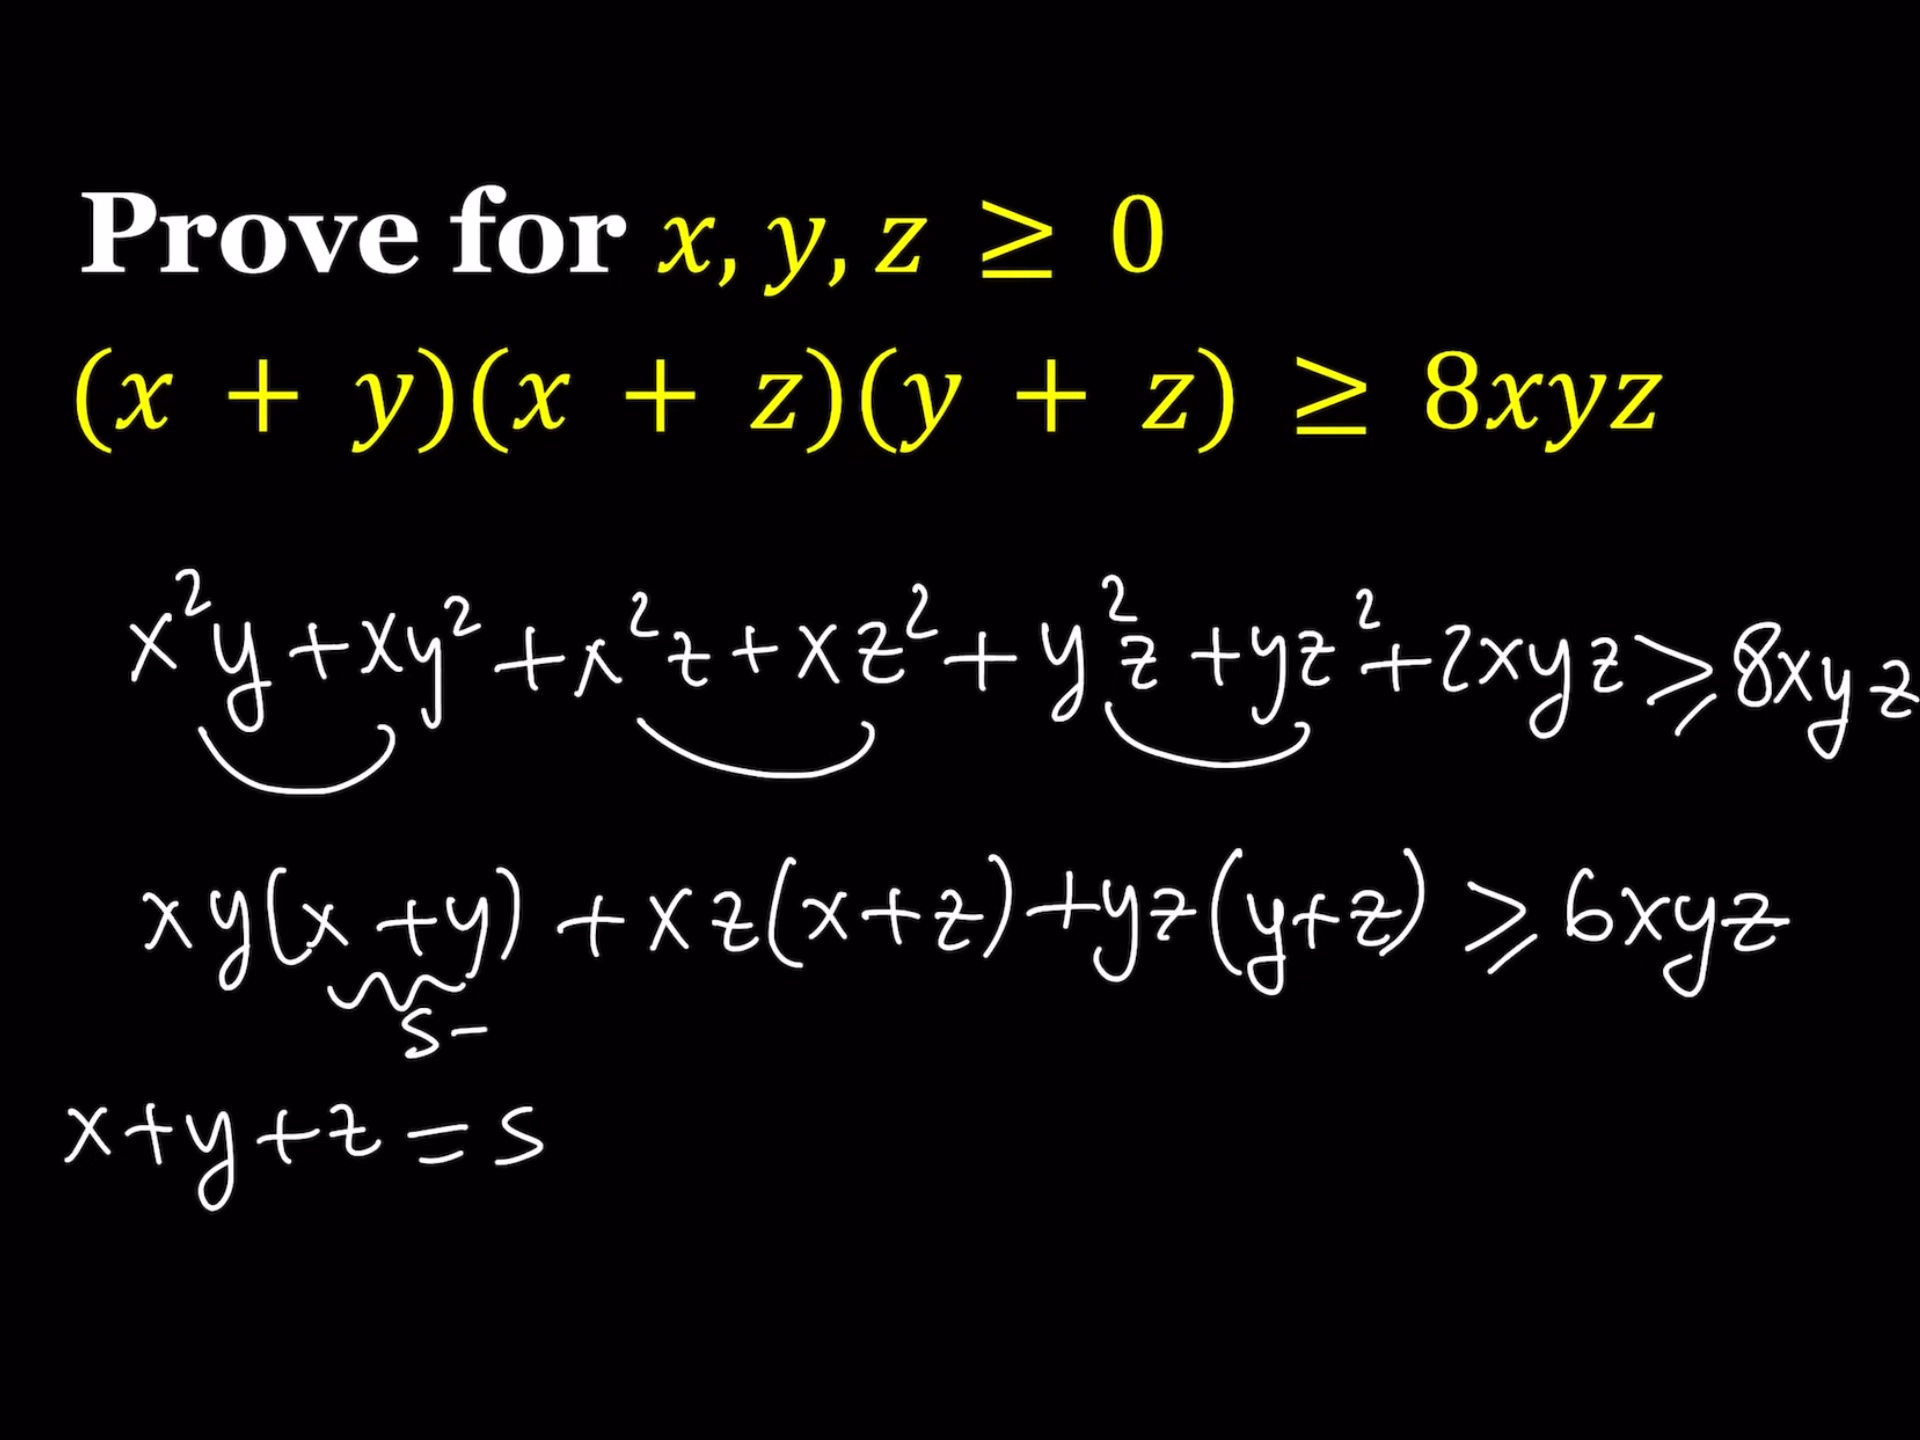 Prove for x, y, z ≥ 0
(x + y)(x + z)(y + z) ≥ 8xyz
x²y + xy² + x²z + xz² + y²z + yz² + 2xyz ≥ 8xyz
xy(x + y) + xz(x + z) + yz(y + z) ≥ 6xyz
s −
x + y + z = s